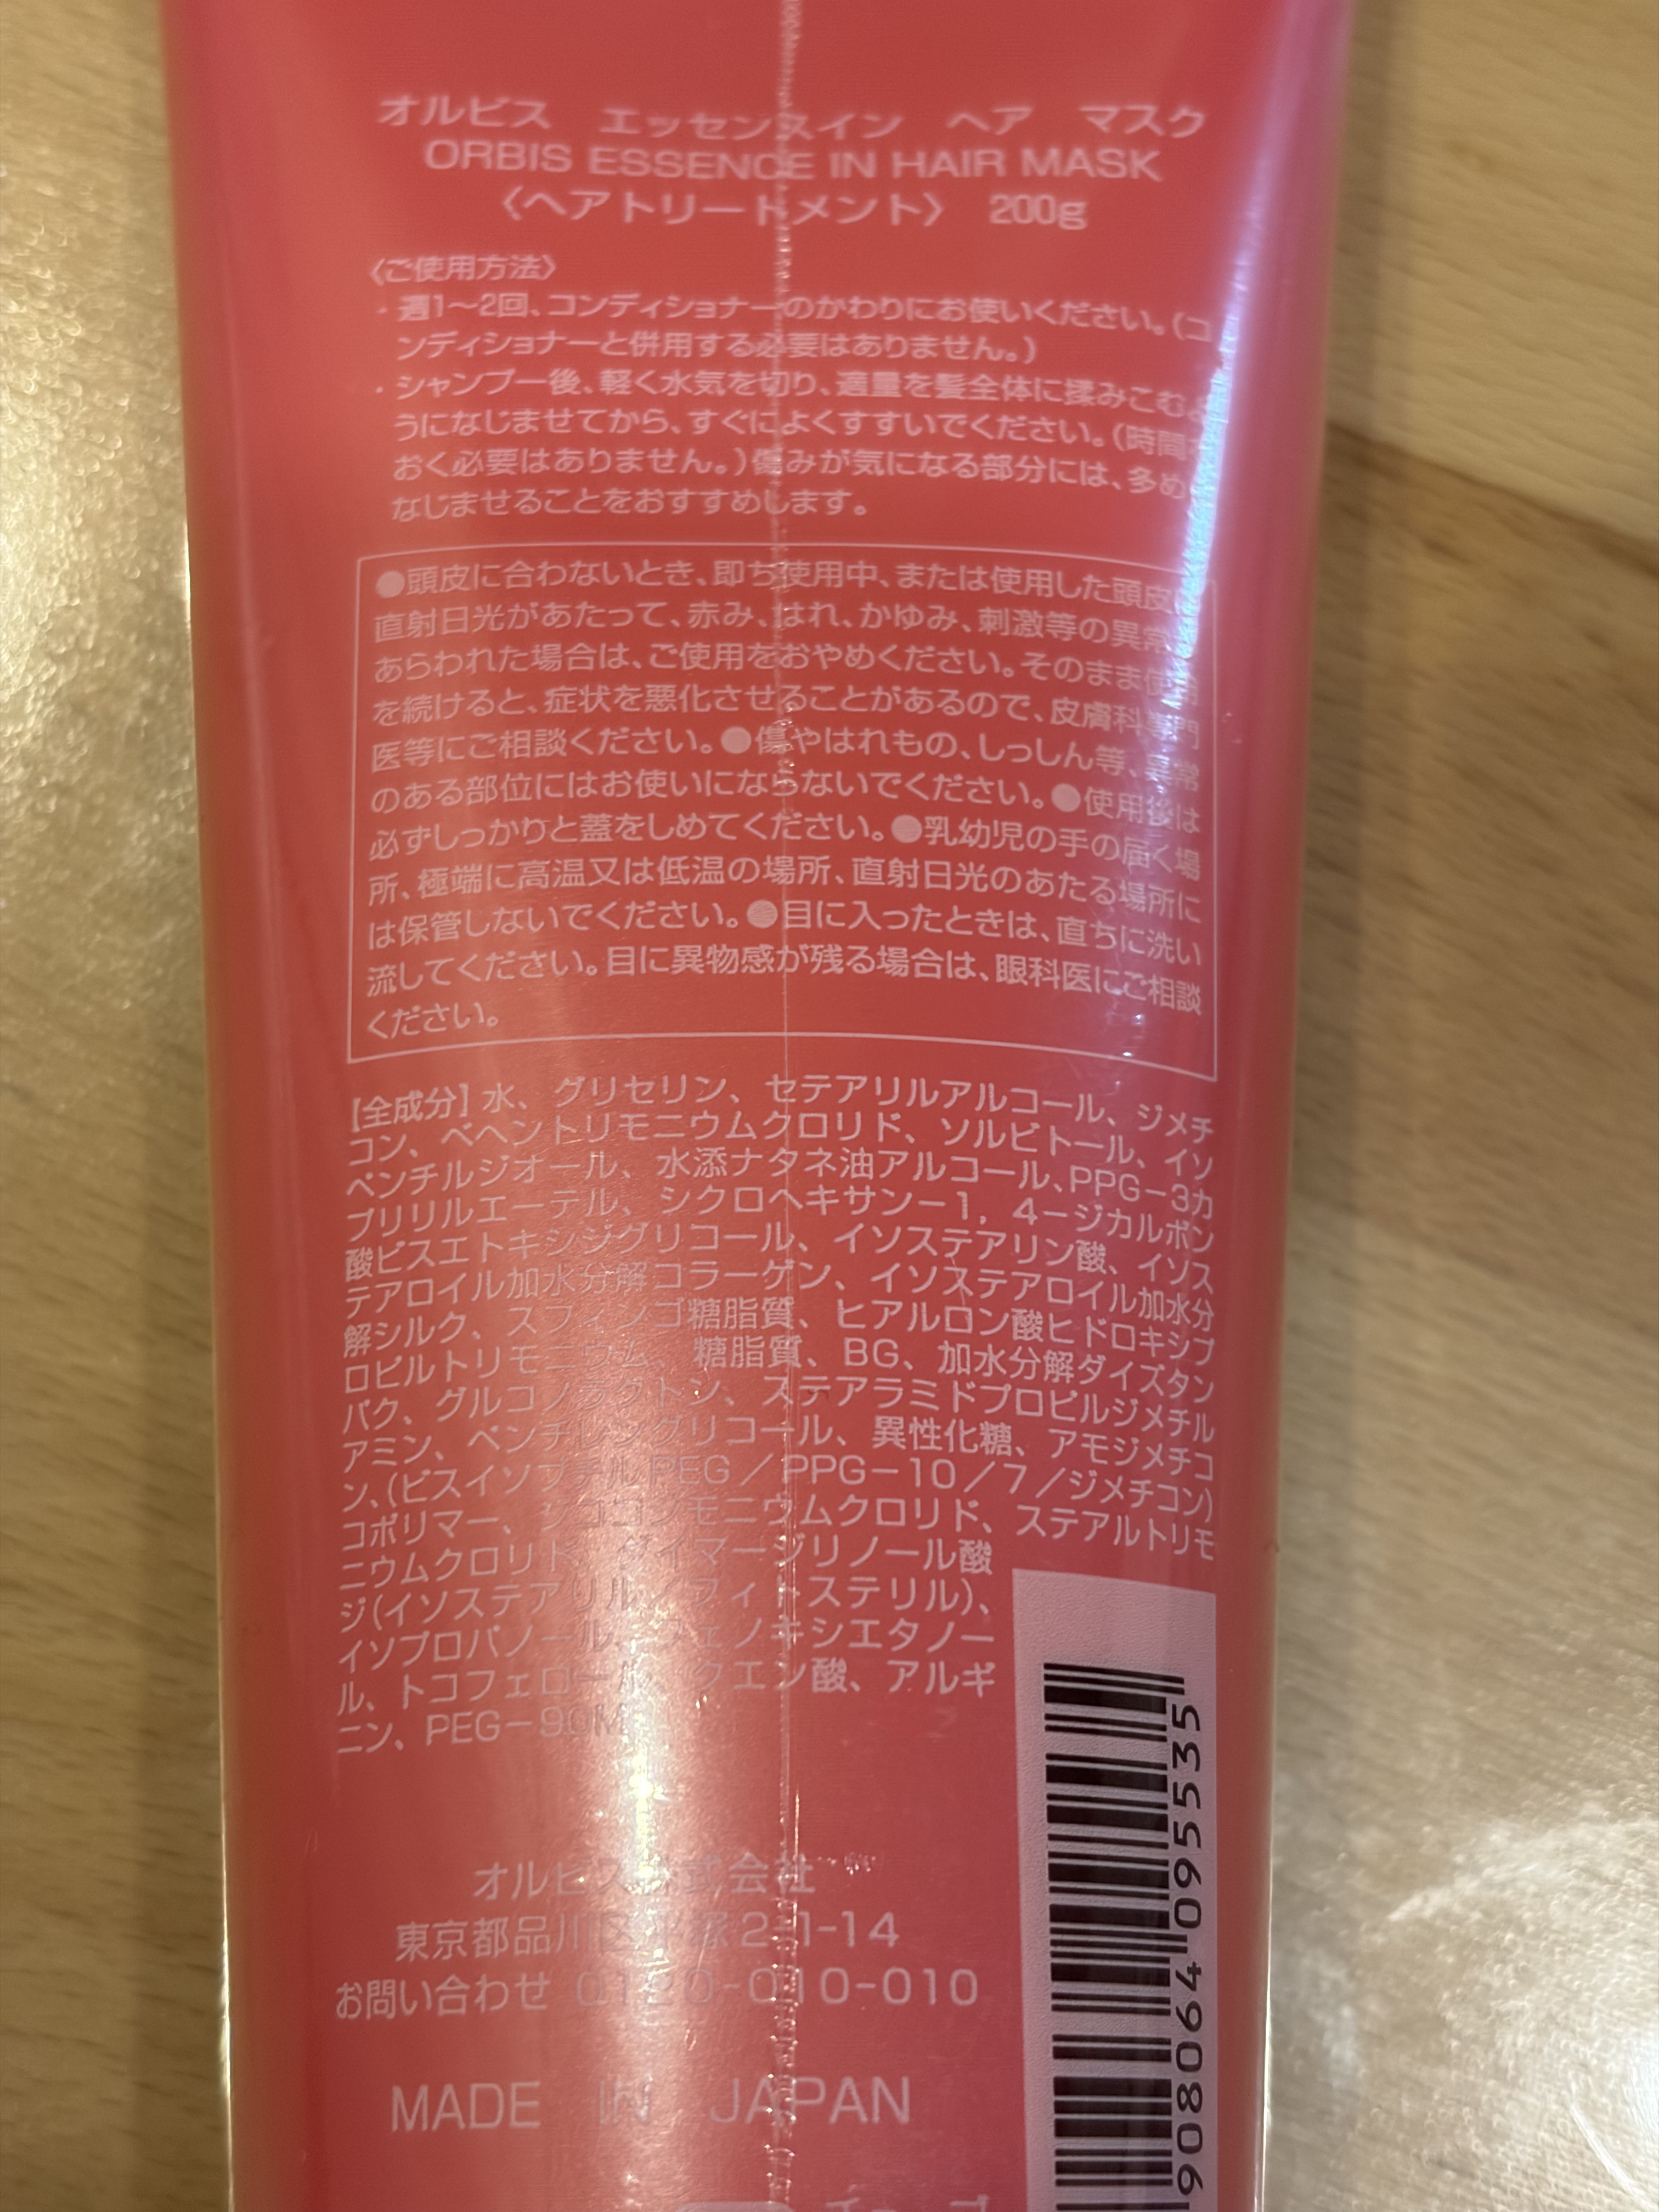 オルビス　エッセンスイン　ヘア　マスク
ORBIS ESSENCE IN HAIR MASK
〈ヘアトリートメント〉 200g
〈ご使用方法〉
・週1～2回、コンディショナーのかわりにお使いください。（コ
ンディショナーと併用する必要はありません。）
・シャンプー後、軽く水気を切り、適量を髪全体に揉みこむよ
うになじませてから、すぐによくすすいでください。（時間を
おく必要はありません。）傷みが気になる部分には、多めに
なじませることをおすすめします。
●頭皮に合わないとき、即ち使用中、または使用した頭皮に
直射日光があたって、赤み、はれ、かゆみ、刺激等の異常が
あらわれた場合は、ご使用をおやめください。そのまま使用
を続けると、症状を悪化させることがあるので、皮膚科専門
医等にご相談ください。●傷やはれもの、しっしん等、異常
のある部位にはお使いにならないでください。●使用後は
必ずしっかりと蓋をしめてください。●乳幼児の手の届く場
所、極端に高温又は低温の場所、直射日光のあたる場所に
は保管しないでください。●目に入ったときは、直ちに洗い
流してください。目に異物感が残る場合は、眼科医にご相談
ください。
【全成分】水、グリセリン、セテアリルアルコール、ジメチ
コン、ベヘントリモニウムクロリド、ソルビトール、イソ
ペンチルジオール、水添ナタネ油アルコール、PPG－3カ
プリリルエーテル、シクロヘキサン－1，4－ジカルボン
酸ビスエトキシジグリコール、イソステアリン酸、イソス
テアロイル加水分解コラーゲン、イソステアロイル加水分
解シルク、スフィンゴ糖脂質、ヒアルロン酸ヒドロキシプ
ロピルトリモニウム、糖脂質、BG、加水分解ダイズタン
パク、グルコノラクトン、ステアラミドプロピルジメチル
アミン、ペンチレングリコール、異性化糖、アモジメチコ
ン、（ビスイソブチルPEG／PPG－10／7／ジメチコン）
コポリマー、ジココジモニウムクロリド、ステアルトリモ
ニウムクロリド、ダイマージリノール酸
ジ（イソステアリル／フィトステリル）、
イソプロパノール、フェノキシエタノー
ル、トコフェロール、クエン酸、アルギ
ニン、PEG－90M
オルビス株式会社
東京都品川区平塚2-1-14
お問い合わせ 0120-010-010
MADE IN JAPAN
908064 095535